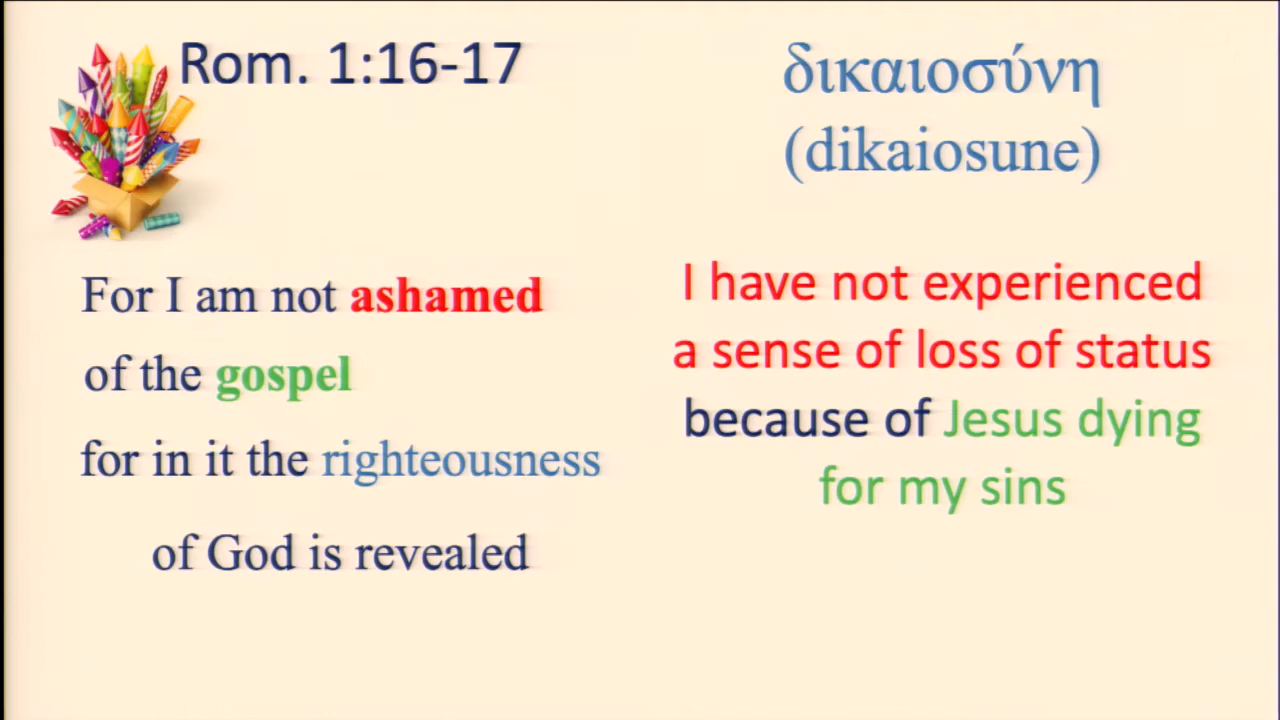 Rom. 1:16-17
For I am not ashamed
of the gospel
for in it the righteousness
of God is revealed
δικαιοσύνη
(dikaiosune)
I have not experienced
a sense of loss of status
because of Jesus dying
for my sins